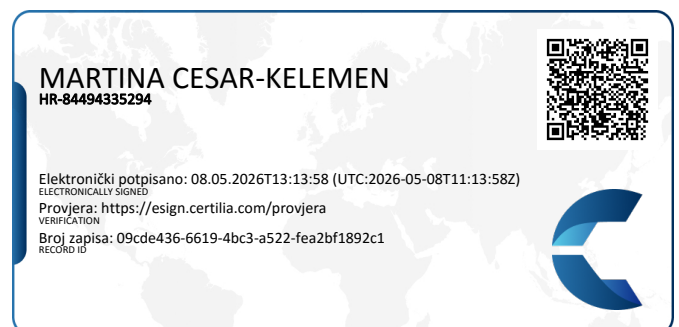 MARTINA CESAR-KELEMEN
HR-84494335294
Elektronički potpisano: 08.05.2026T13:13:58 (UTC:2026-05-08T11:13:58Z)
ELECTRONICALLY SIGNED
Provjera: https://esign.certilia.com/provjera
VERIFICATION
Broj zapisa: 09cde436-6619-4bc3-a522-fea2bf1892c1
RECORD ID